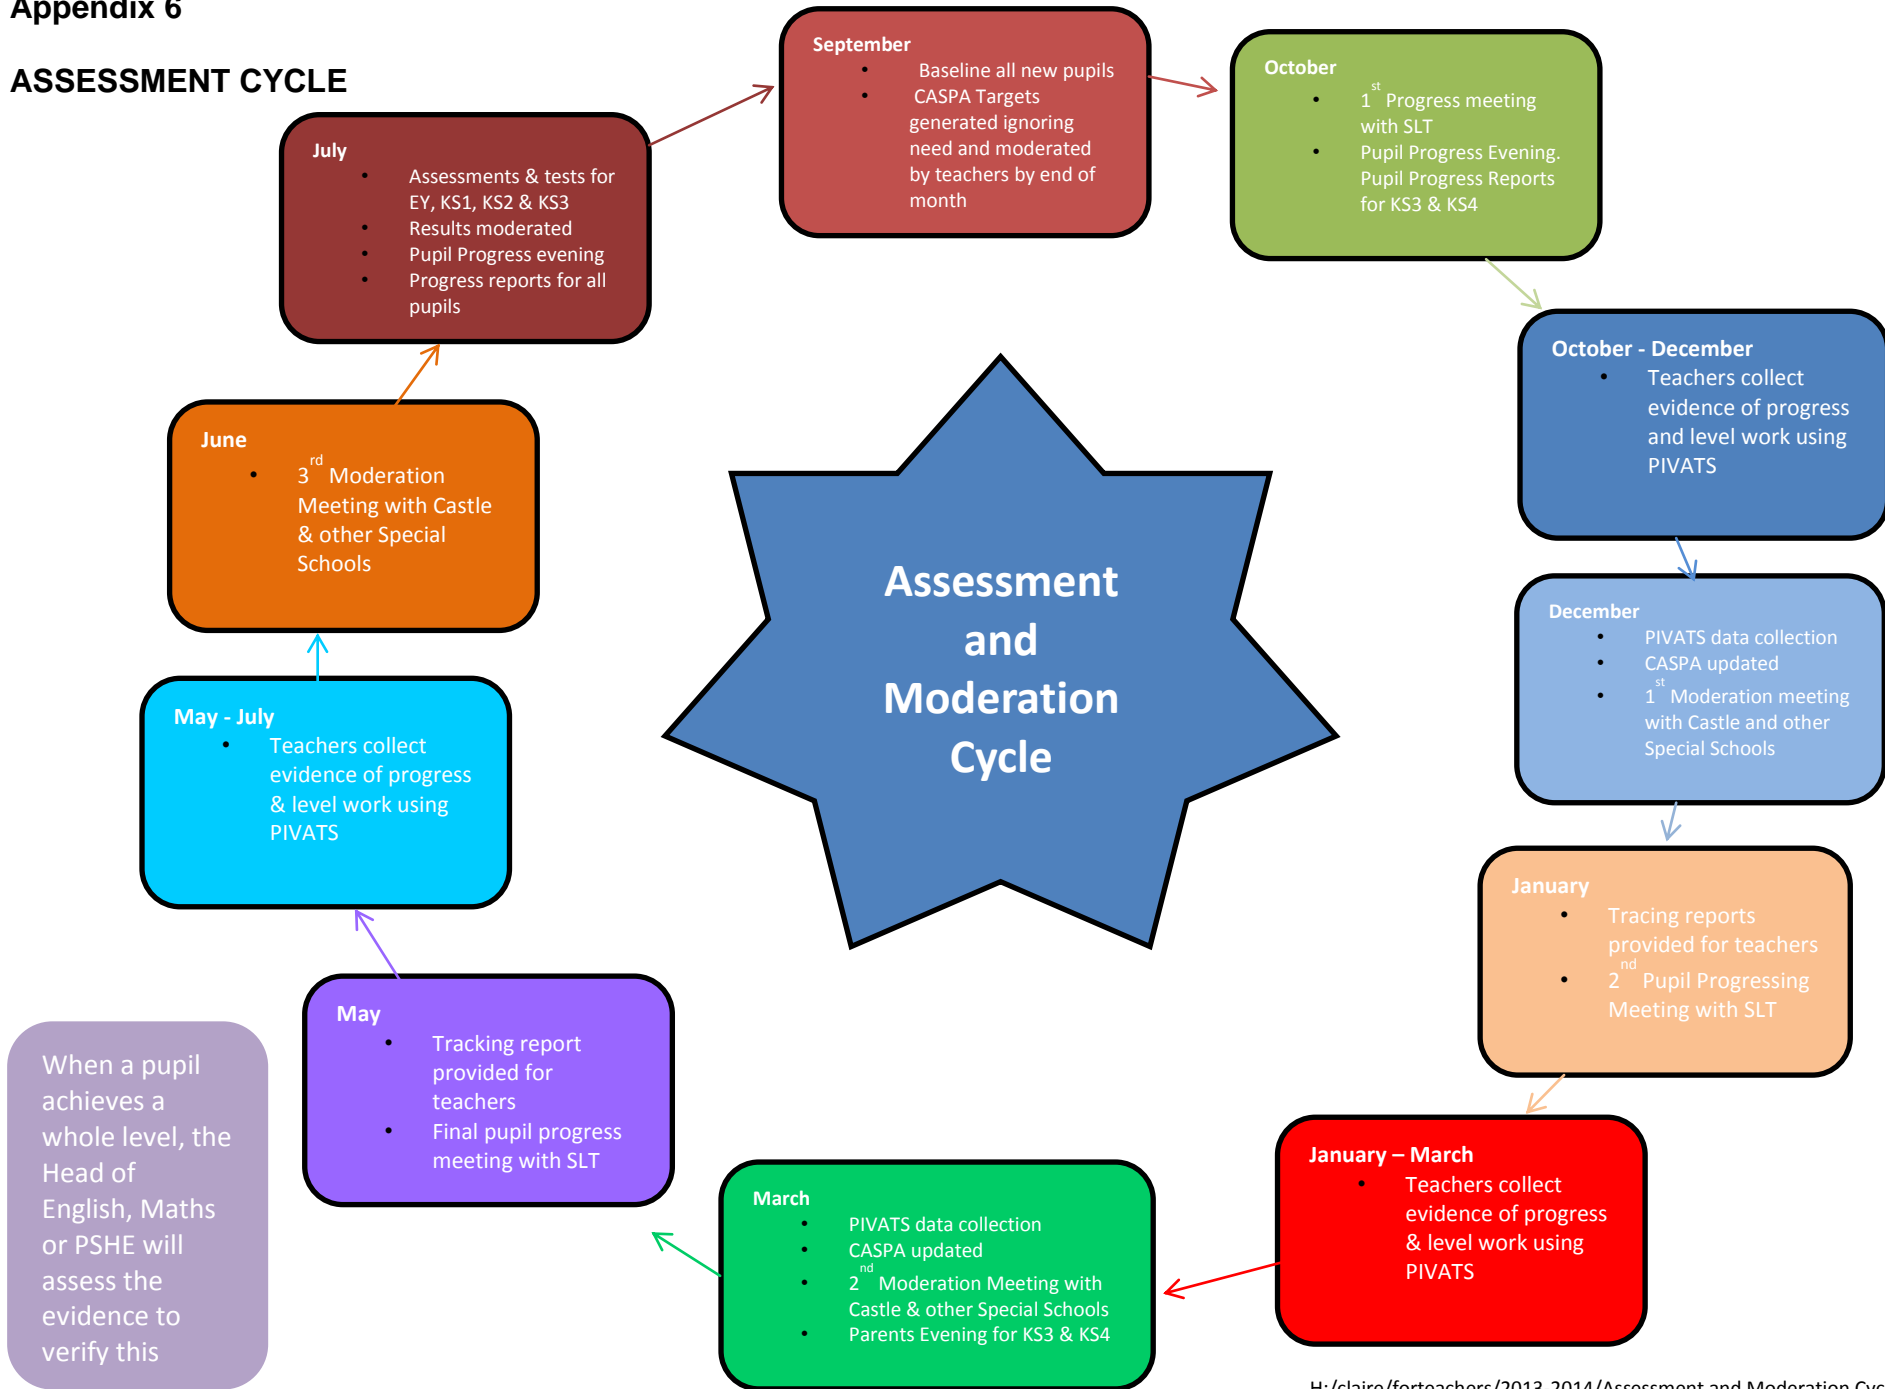 Appendix 6
ASSESSMENT CYCLE
September
• Baseline all new pupils
• CASPA Targets
generated ignoring
need and moderated
by teachers by end of
month
October
• 1st Progress meeting
with SLT
• Pupil Progress Evening.
Pupil Progress Reports
for KS3 & KS4
October - December
• Teachers collect
evidence of progress
and level work using
PIVATS
December
• PIVATS data collection
• CASPA updated
• 1st Moderation meeting
with Castle and other
Special Schools
January
• Tracing reports
provided for teachers
• 2nd Pupil Progressing
Meeting with SLT
January – March
• Teachers collect
evidence of progress
& level work using
PIVATS
March
• PIVATS data collection
• CASPA updated
• 2nd Moderation Meeting with
Castle & other Special Schools
• Parents Evening for KS3 & KS4
May
• Tracking report
provided for
teachers
• Final pupil progress
meeting with SLT
May - July
• Teachers collect
evidence of progress
& level work using
PIVATS
June
• 3rd Moderation
Meeting with Castle
& other Special
Schools
July
• Assessments & tests for
EY, KS1, KS2 & KS3
• Results moderated
• Pupil Progress evening
• Progress reports for all
pupils
Assessment
and
Moderation
Cycle
When a pupil
achieves a
whole level, the
Head of
English, Maths
or PSHE will
assess the
evidence to
verify this
H:/claire/forteachers/2013-2014/Assessment and Moderation Cyc